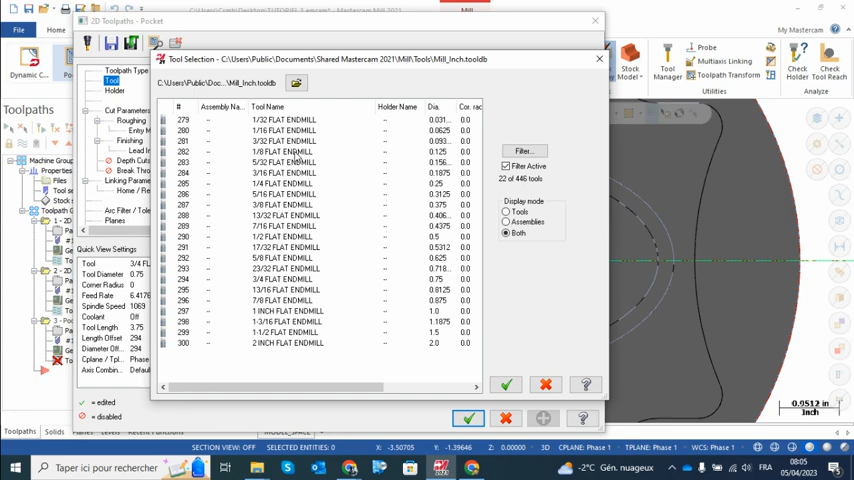 C:\Users\Comb\Desktop\TUTORIEL 3.emcam* - Mastercam Mill 2021
Mill
File
Home
My Mastercam
2D Toolpaths - Pocket
Tool Selection - C:\Users\Public\Documents\Shared Mastercam 2021\Mill\Tools\Mill_Inch.tooldb
C:\Users\Public\Doc...\Mill_Inch.tooldb
# Assembly Na... Tool Name Holder Name Dia. Cor. rad
279 -- 1/32 FLAT ENDMILL -- 0.031... 0.0
280 -- 1/16 FLAT ENDMILL -- 0.0625 0.0
281 -- 3/32 FLAT ENDMILL -- 0.093... 0.0
282 -- 1/8 FLAT ENDMILL -- 0.125 0.0
283 -- 5/32 FLAT ENDMILL -- 0.156... 0.0
284 -- 3/16 FLAT ENDMILL -- 0.1875 0.0
285 -- 1/4 FLAT ENDMILL -- 0.25 0.0
286 -- 5/16 FLAT ENDMILL -- 0.3125 0.0
287 -- 3/8 FLAT ENDMILL -- 0.375 0.0
288 -- 13/32 FLAT ENDMILL -- 0.406... 0.0
289 -- 7/16 FLAT ENDMILL -- 0.4375 0.0
290 -- 1/2 FLAT ENDMILL -- 0.5 0.0
291 -- 17/32 FLAT ENDMILL -- 0.5312 0.0
292 -- 5/8 FLAT ENDMILL -- 0.625 0.0
293 -- 23/32 FLAT ENDMILL -- 0.718... 0.0
294 -- 3/4 FLAT ENDMILL -- 0.75 0.0
295 -- 13/16 FLAT ENDMILL -- 0.8125 0.0
296 -- 7/8 FLAT ENDMILL -- 0.875 0.0
297 -- 1 INCH FLAT ENDMILL -- 1.0 0.0
298 -- 1-3/16 FLAT ENDMILL -- 1.1875 0.0
299 -- 1-1/2 FLAT ENDMILL -- 1.5 0.0
300 -- 2 INCH FLAT ENDMILL -- 2.0 0.0
Filter...
Filter Active
22 of 446 tools
Display mode
Tools
Assemblies
Both
Dynamic C...
Toolpaths
Machine Group
Properties
Toolpath Type
Tool
Holder
Cut Parameters
Roughing
Entry M
Finishing
Lead In
Depth Cuts
Break Throu
Linking Parame
Arc Filter / Tol
Planes
Quick View Settings
Tool 3/4 FL
Tool Diameter 0.75
Corner Radius 0
Feed Rate 6.4176
Spindle Speed 1069
Coolant Off
Tool Length 3.75
Length Offset 294
Diameter Off... 294
Cplane / Tpl... Phase 1
Axis Combin... Default
= edited
= disabled
Stock
Model
Probe
Multiaxis Linking
Toolpath Transform
Utilities
Check
Holder
Check
Tool Reach
0.9512 in
Inch
Toolpaths Solids Planes Levels Recent Functions
MODEL_SPACE
SECTION VIEW: OFF SELECTED ENTITIES: 0 X: -3.50705 Y: -1.39646 Z: 0.00000 3D CPLANE: Phase 1 TPLANE: Phase 1 WCS: Phase 1
Taper ici pour rechercher
-2°C Gén. nuageux
FRA
08:05
05/04/2023